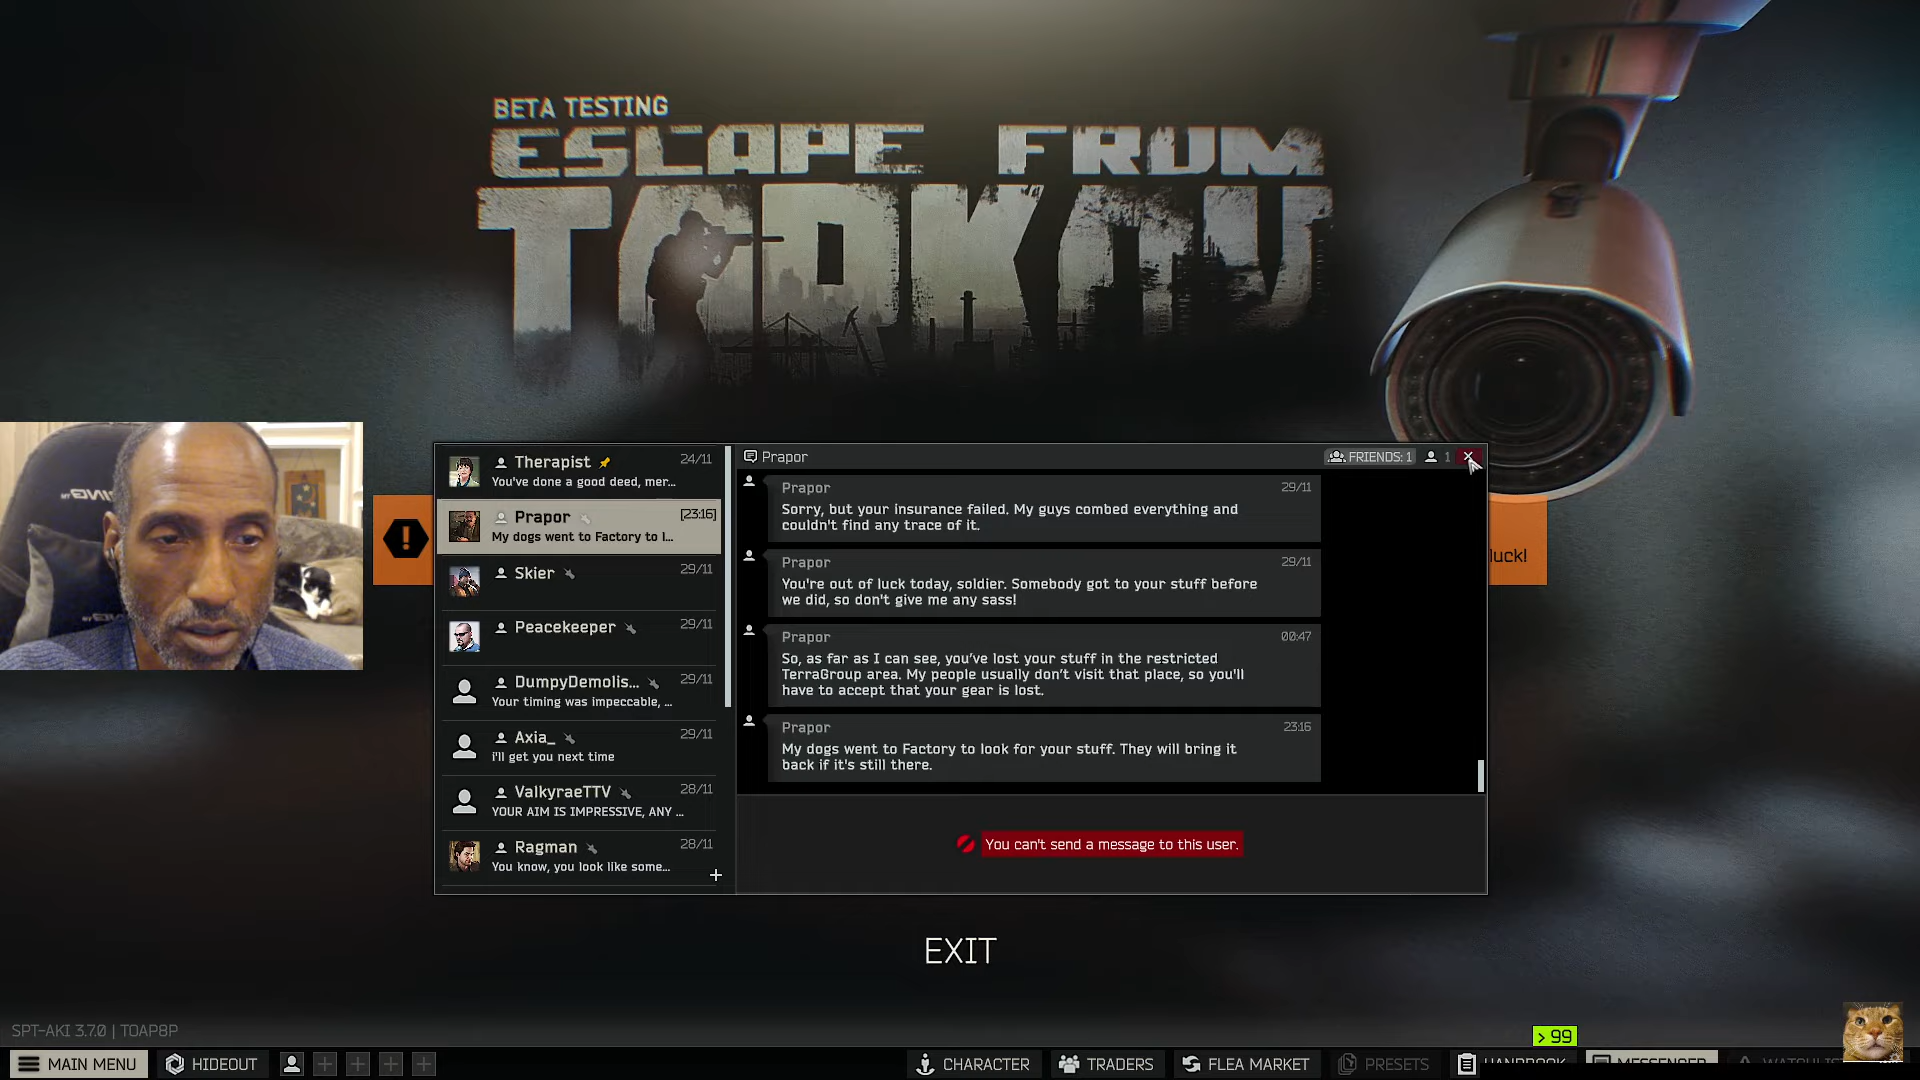 BETA TESTING
ESCAPE FROM
TARKOV
Therapist
24/11
You've done a good deed, mer...
Prapor
[23:16]
My dogs went to Factory to l...
Skier
29/11
Peacekeeper
29/11
DumpyDemolis...
29/11
Your timing was impeccable, ...
Axia_
29/11
i'll get you next time
ValkyraeTTV
28/11
YOUR AIM IS IMPRESSIVE, ANY ...
Ragman
28/11
You know, you look like some...
+
Prapor
FRIENDS: 1
1
Prapor
29/11
Sorry, but your insurance failed. My guys combed everything and
couldn't find any trace of it.
Prapor
29/11
You're out of luck today, soldier. Somebody got to your stuff before
we did, so don't give me any sass!
Prapor
00:47
So, as far as I can see, you've lost your stuff in the restricted
TerraGroup area. My people usually don't visit that place, so you'll
have to accept that your gear is lost.
Prapor
23:16
My dogs went to Factory to look for your stuff. They will bring it
back if it's still there.
You can't send a message to this user.
luck!
EXIT
SPT-AKI 3.7.0 | TOAP8P
> 99
MAIN MENU
HIDEOUT
CHARACTER
TRADERS
FLEA MARKET
PRESETS
HANDBOOK
MESSENGER